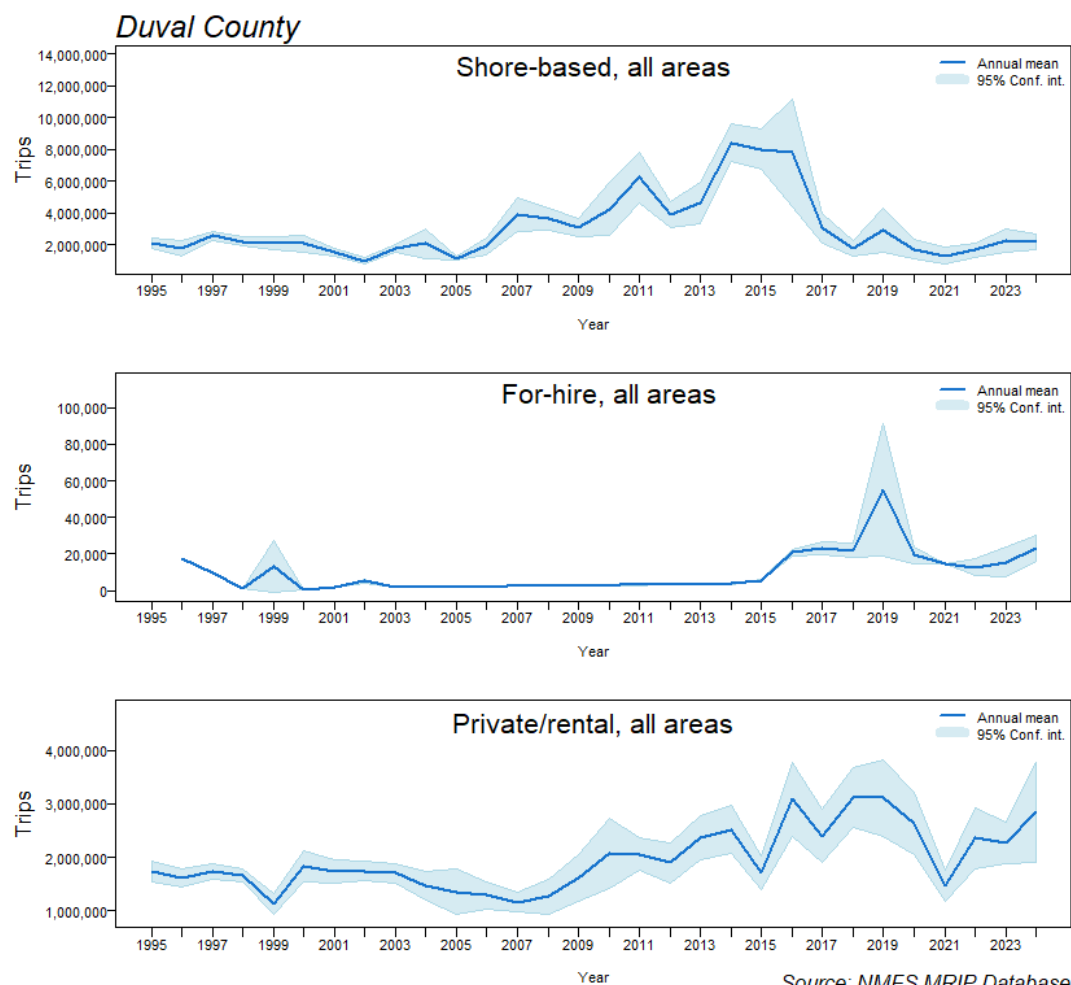 Duval County
Shore-based, all areas
Annual mean
95% Conf. int.
14,000,000
12,000,000
10,000,000
8,000,000
6,000,000
4,000,000
2,000,000
Trips
1995 1997 1999 2001 2003 2005 2007 2009 2011 2013 2015 2017 2019 2021 2023
Year
For-hire, all areas
Annual mean
95% Conf. int.
100,000
80,000
60,000
40,000
20,000
0
Trips
1995 1997 1999 2001 2003 2005 2007 2009 2011 2013 2015 2017 2019 2021 2023
Year
Private/rental, all areas
Annual mean
95% Conf. int.
4,000,000
3,000,000
2,000,000
1,000,000
Trips
1995 1997 1999 2001 2003 2005 2007 2009 2011 2013 2015 2017 2019 2021 2023
Year
Source: NMFS MRIP Database